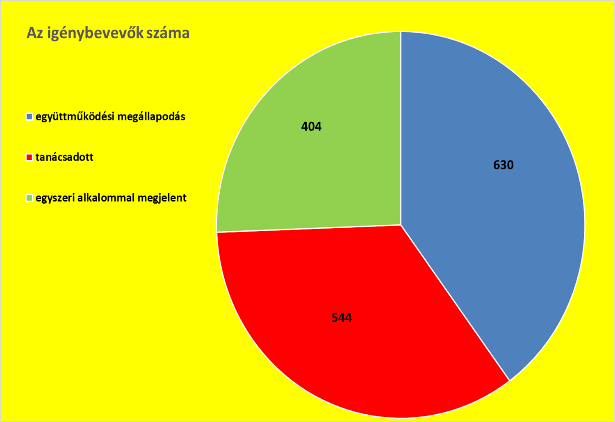 Az igénybevevők száma
együttműködési megállapodás
tanácsadott
egyszeri alkalommal megjelent
404
630
544